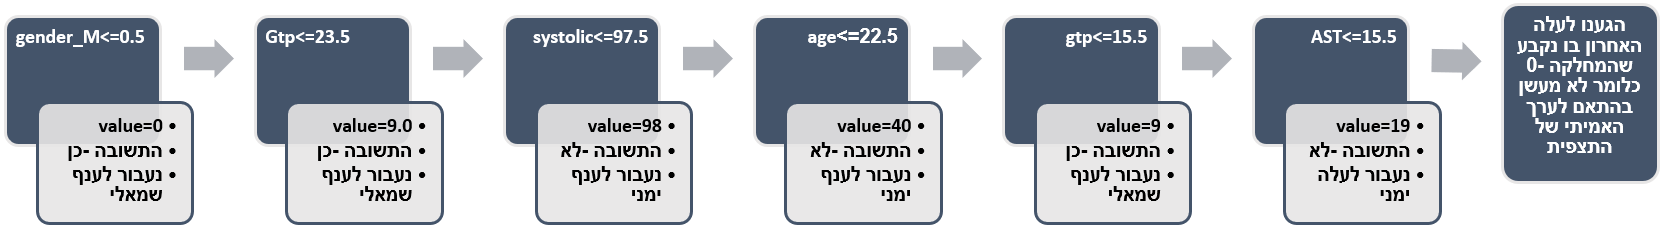 gender_M<=0.5
• value=0
• התשובה -כן
• נעבור לענף
שמאלי
Gtp<=23.5
• value=9.0
• התשובה -כן
• נעבור לענף
שמאלי
systolic<=97.5
• value=98
• התשובה -לא
• נעבור לענף
ימני
age<=22.5
• value=40
• התשובה -לא
• נעבור לענף
ימני
gtp<=15.5
• value=9
• התשובה -כן
• נעבור לענף
שמאלי
AST<=15.5
• value=19
• התשובה -לא
• נעבור לעלה
ימני
הגענו לעלה
האחרון בו נקבע
שהמחלקה -0
כלומר לא מעשן
בהתאם לערך
האמיתי של
התצפית